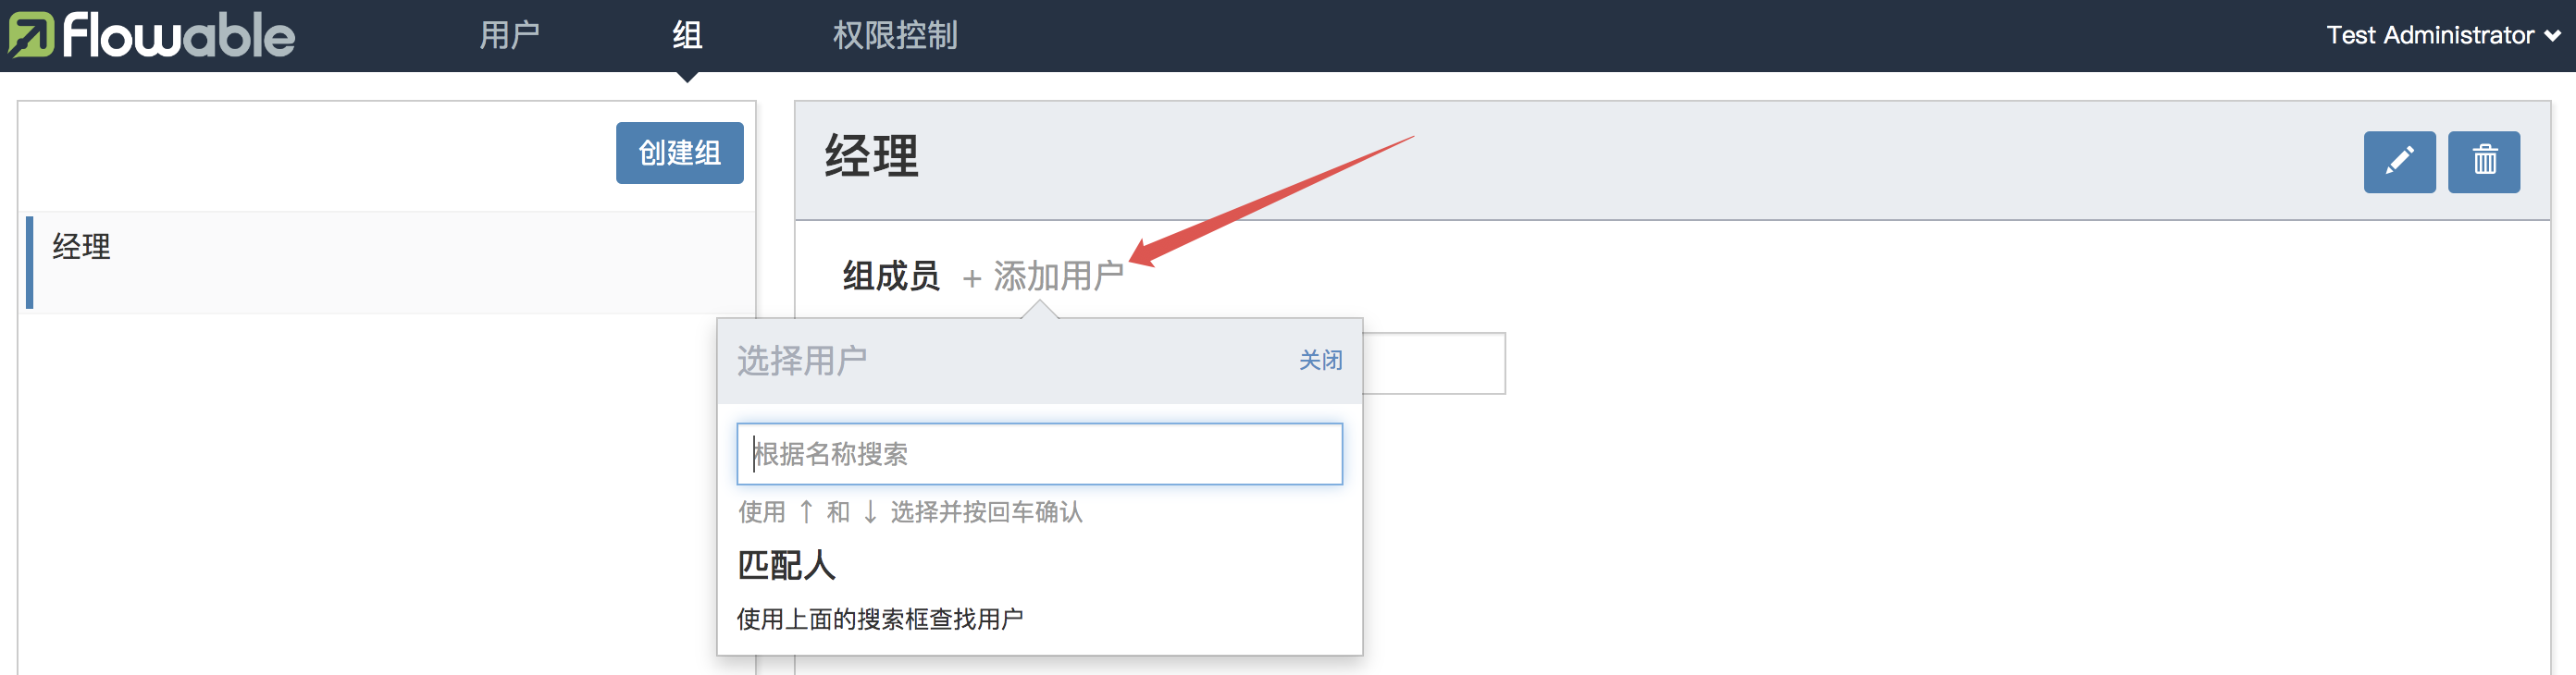 flowable 用户 组 权限控制 Test Administrator
创建组
经理
经理
组成员 + 添加用户
选择用户 关闭
根据名称搜索
使用 ↑ 和 ↓ 选择并按回车确认
匹配人
使用上面的搜索框查找用户